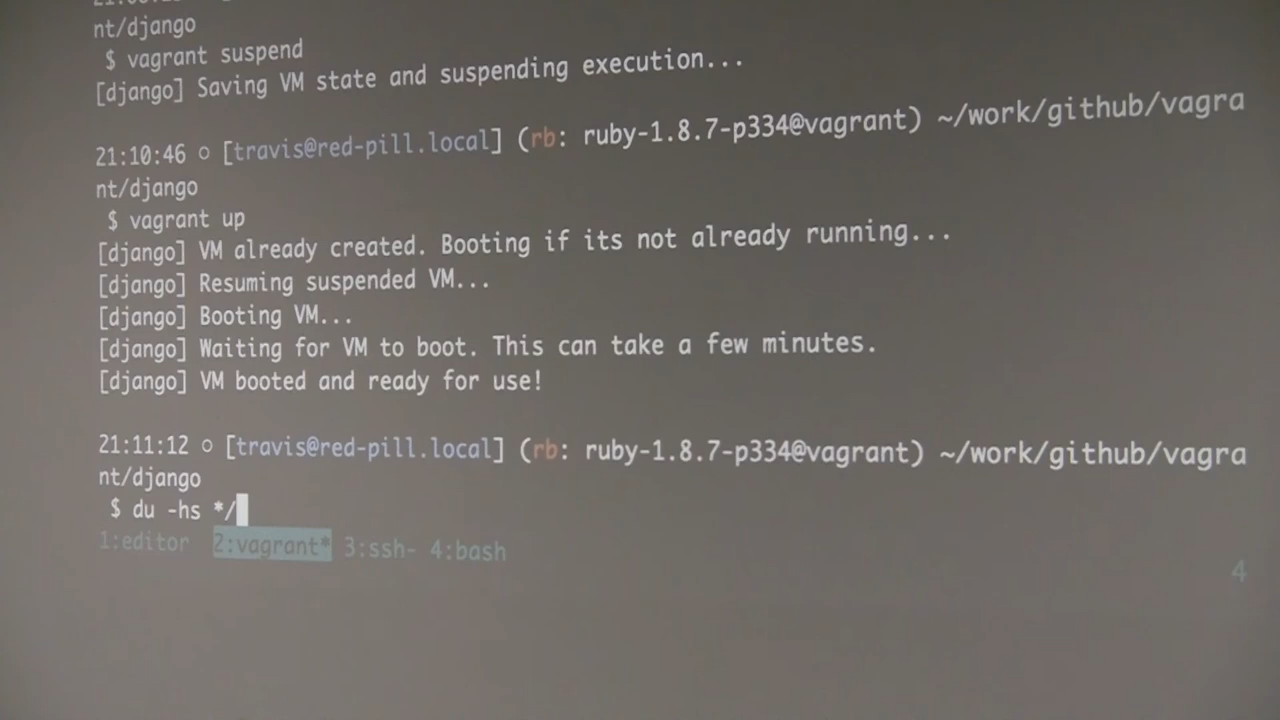 nt/django
$ vagrant suspend
[django] Saving VM state and suspending execution...
21:10:46 ○ [travis@red-pill.local] (rb: ruby-1.8.7-p334@vagrant) ~/work/github/vagra
nt/django
$ vagrant up
[django] VM already created. Booting if its not already running...
[django] Resuming suspended VM...
[django] Booting VM...
[django] Waiting for VM to boot. This can take a few minutes.
[django] VM booted and ready for use!
21:11:12 ○ [travis@red-pill.local] (rb: ruby-1.8.7-p334@vagrant) ~/work/github/vagra
nt/django
$ du -hs */
1:editor 2:vagrant* 3:ssh- 4:bash
4